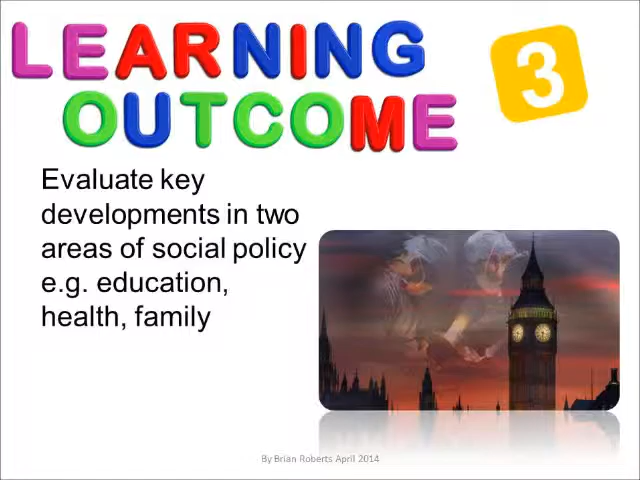 LEARNING
OUTCOME
3
Evaluate key
developments in two
areas of social policy
e.g. education,
health, family
By Brian Roberts April 2014